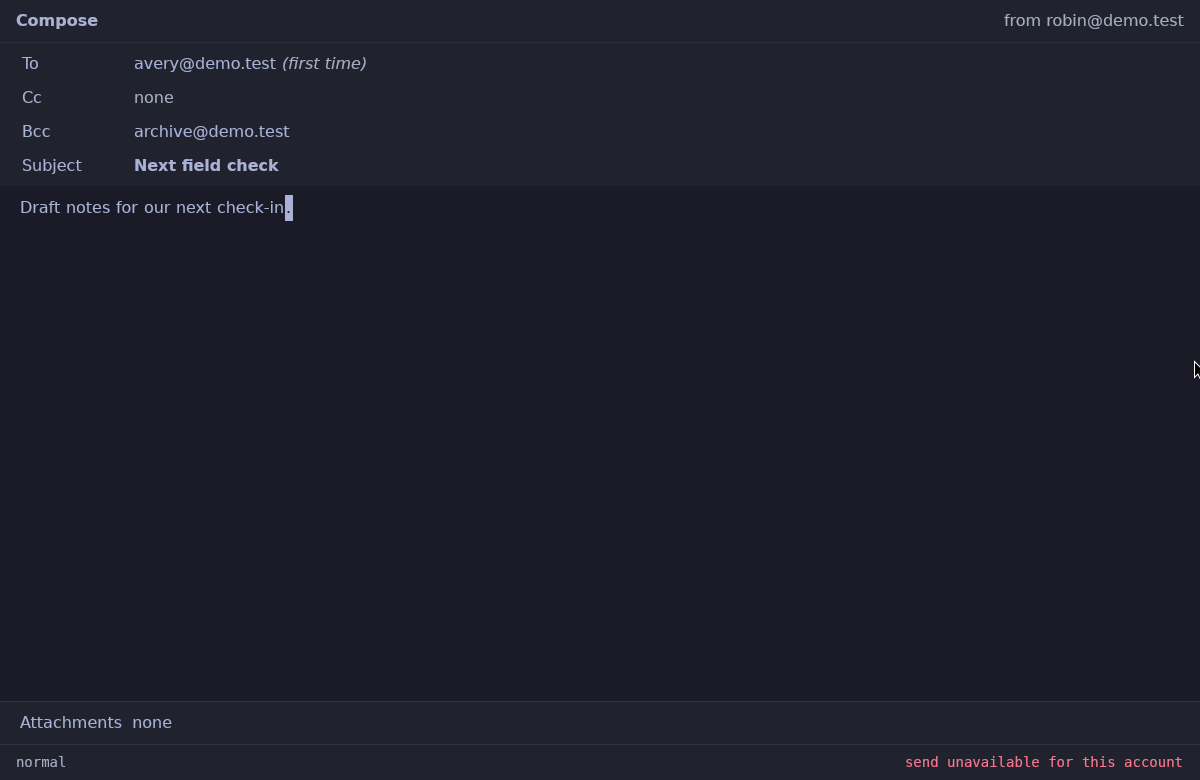 Compose from robin@demo.test
To avery@demo.test (first time)
Cc none
Bcc archive@demo.test
Subject Next field check
Draft notes for our next check-in.
Attachments none
normal send unavailable for this account